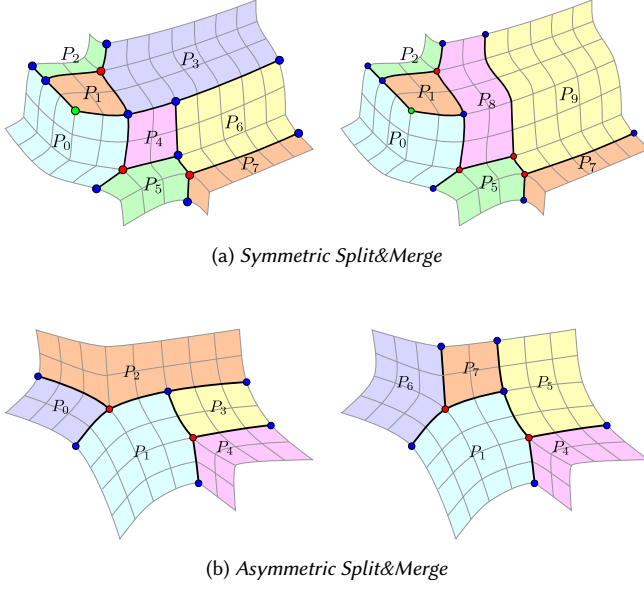 P₂ P₃ P₁ P₀ P₄ P₆ P₅ P₇
P₂ P₁ P₀ P₈ P₉ P₅ P₇
(a) Symmetric Split&Merge
P₂ P₀ P₁ P₃ P₄
P₆ P₇ P₅ P₁ P₄
(b) Asymmetric Split&Merge